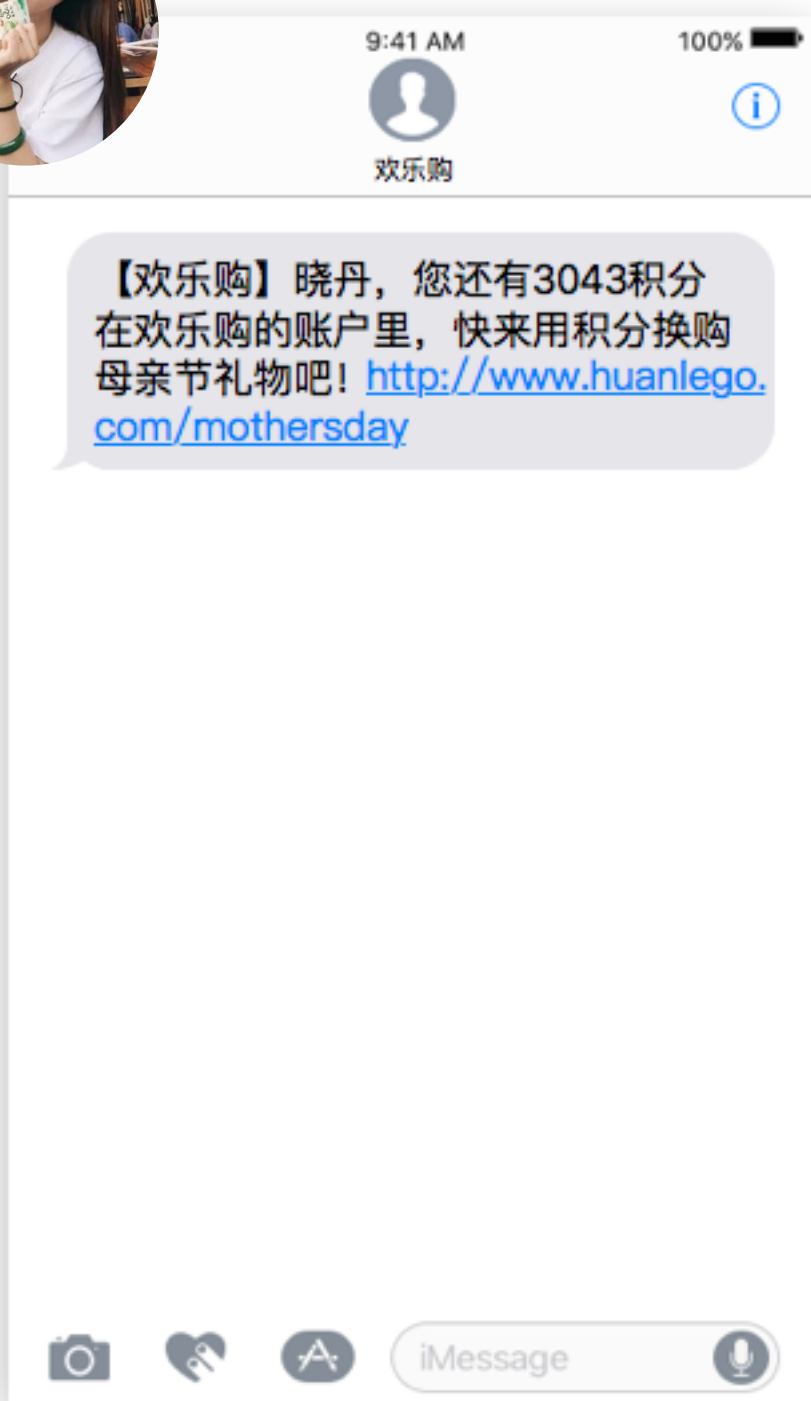 9:41 AM
100%
欢乐购
【欢乐购】晓丹，您还有3043积分
在欢乐购的账户里，快来用积分换购
母亲节礼物吧！http://www.huanlego.
com/mothersday
iMessage